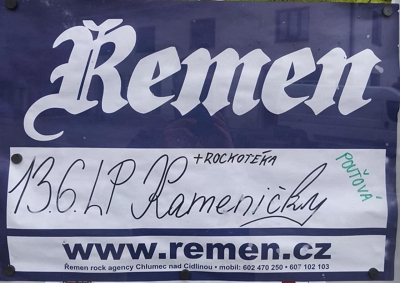 Řemen
+ ROCKOTÉKA
13.6. LP Kameničky
POUŤOVÁ
www.remen.cz
Řemen rock agency Chlumec nad Cidlinou • mobil: 602 470 250 • 607 102 103